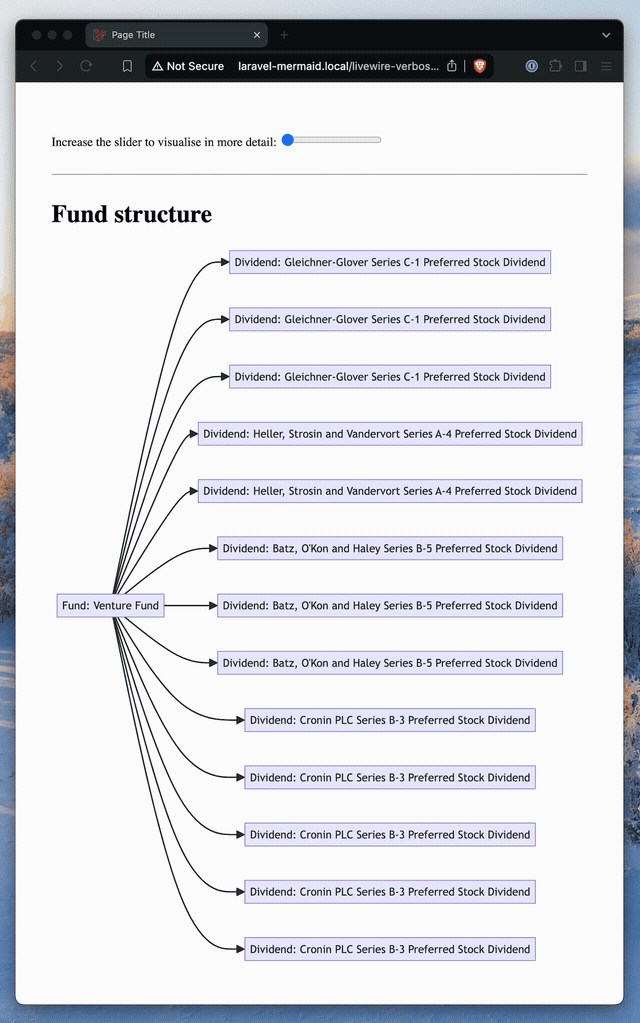 Page Title
Not Secure laravel-mermaid.local/livewire-verbos...
Increase the slider to visualise in more detail:
Fund structure
Dividend: Gleichner-Glover Series C-1 Preferred Stock Dividend
Dividend: Gleichner-Glover Series C-1 Preferred Stock Dividend
Dividend: Gleichner-Glover Series C-1 Preferred Stock Dividend
Dividend: Heller, Strosin and Vandervort Series A-4 Preferred Stock Dividend
Dividend: Heller, Strosin and Vandervort Series A-4 Preferred Stock Dividend
Dividend: Batz, O'Kon and Haley Series B-5 Preferred Stock Dividend
Fund: Venture Fund
Dividend: Batz, O'Kon and Haley Series B-5 Preferred Stock Dividend
Dividend: Batz, O'Kon and Haley Series B-5 Preferred Stock Dividend
Dividend: Cronin PLC Series B-3 Preferred Stock Dividend
Dividend: Cronin PLC Series B-3 Preferred Stock Dividend
Dividend: Cronin PLC Series B-3 Preferred Stock Dividend
Dividend: Cronin PLC Series B-3 Preferred Stock Dividend
Dividend: Cronin PLC Series B-3 Preferred Stock Dividend